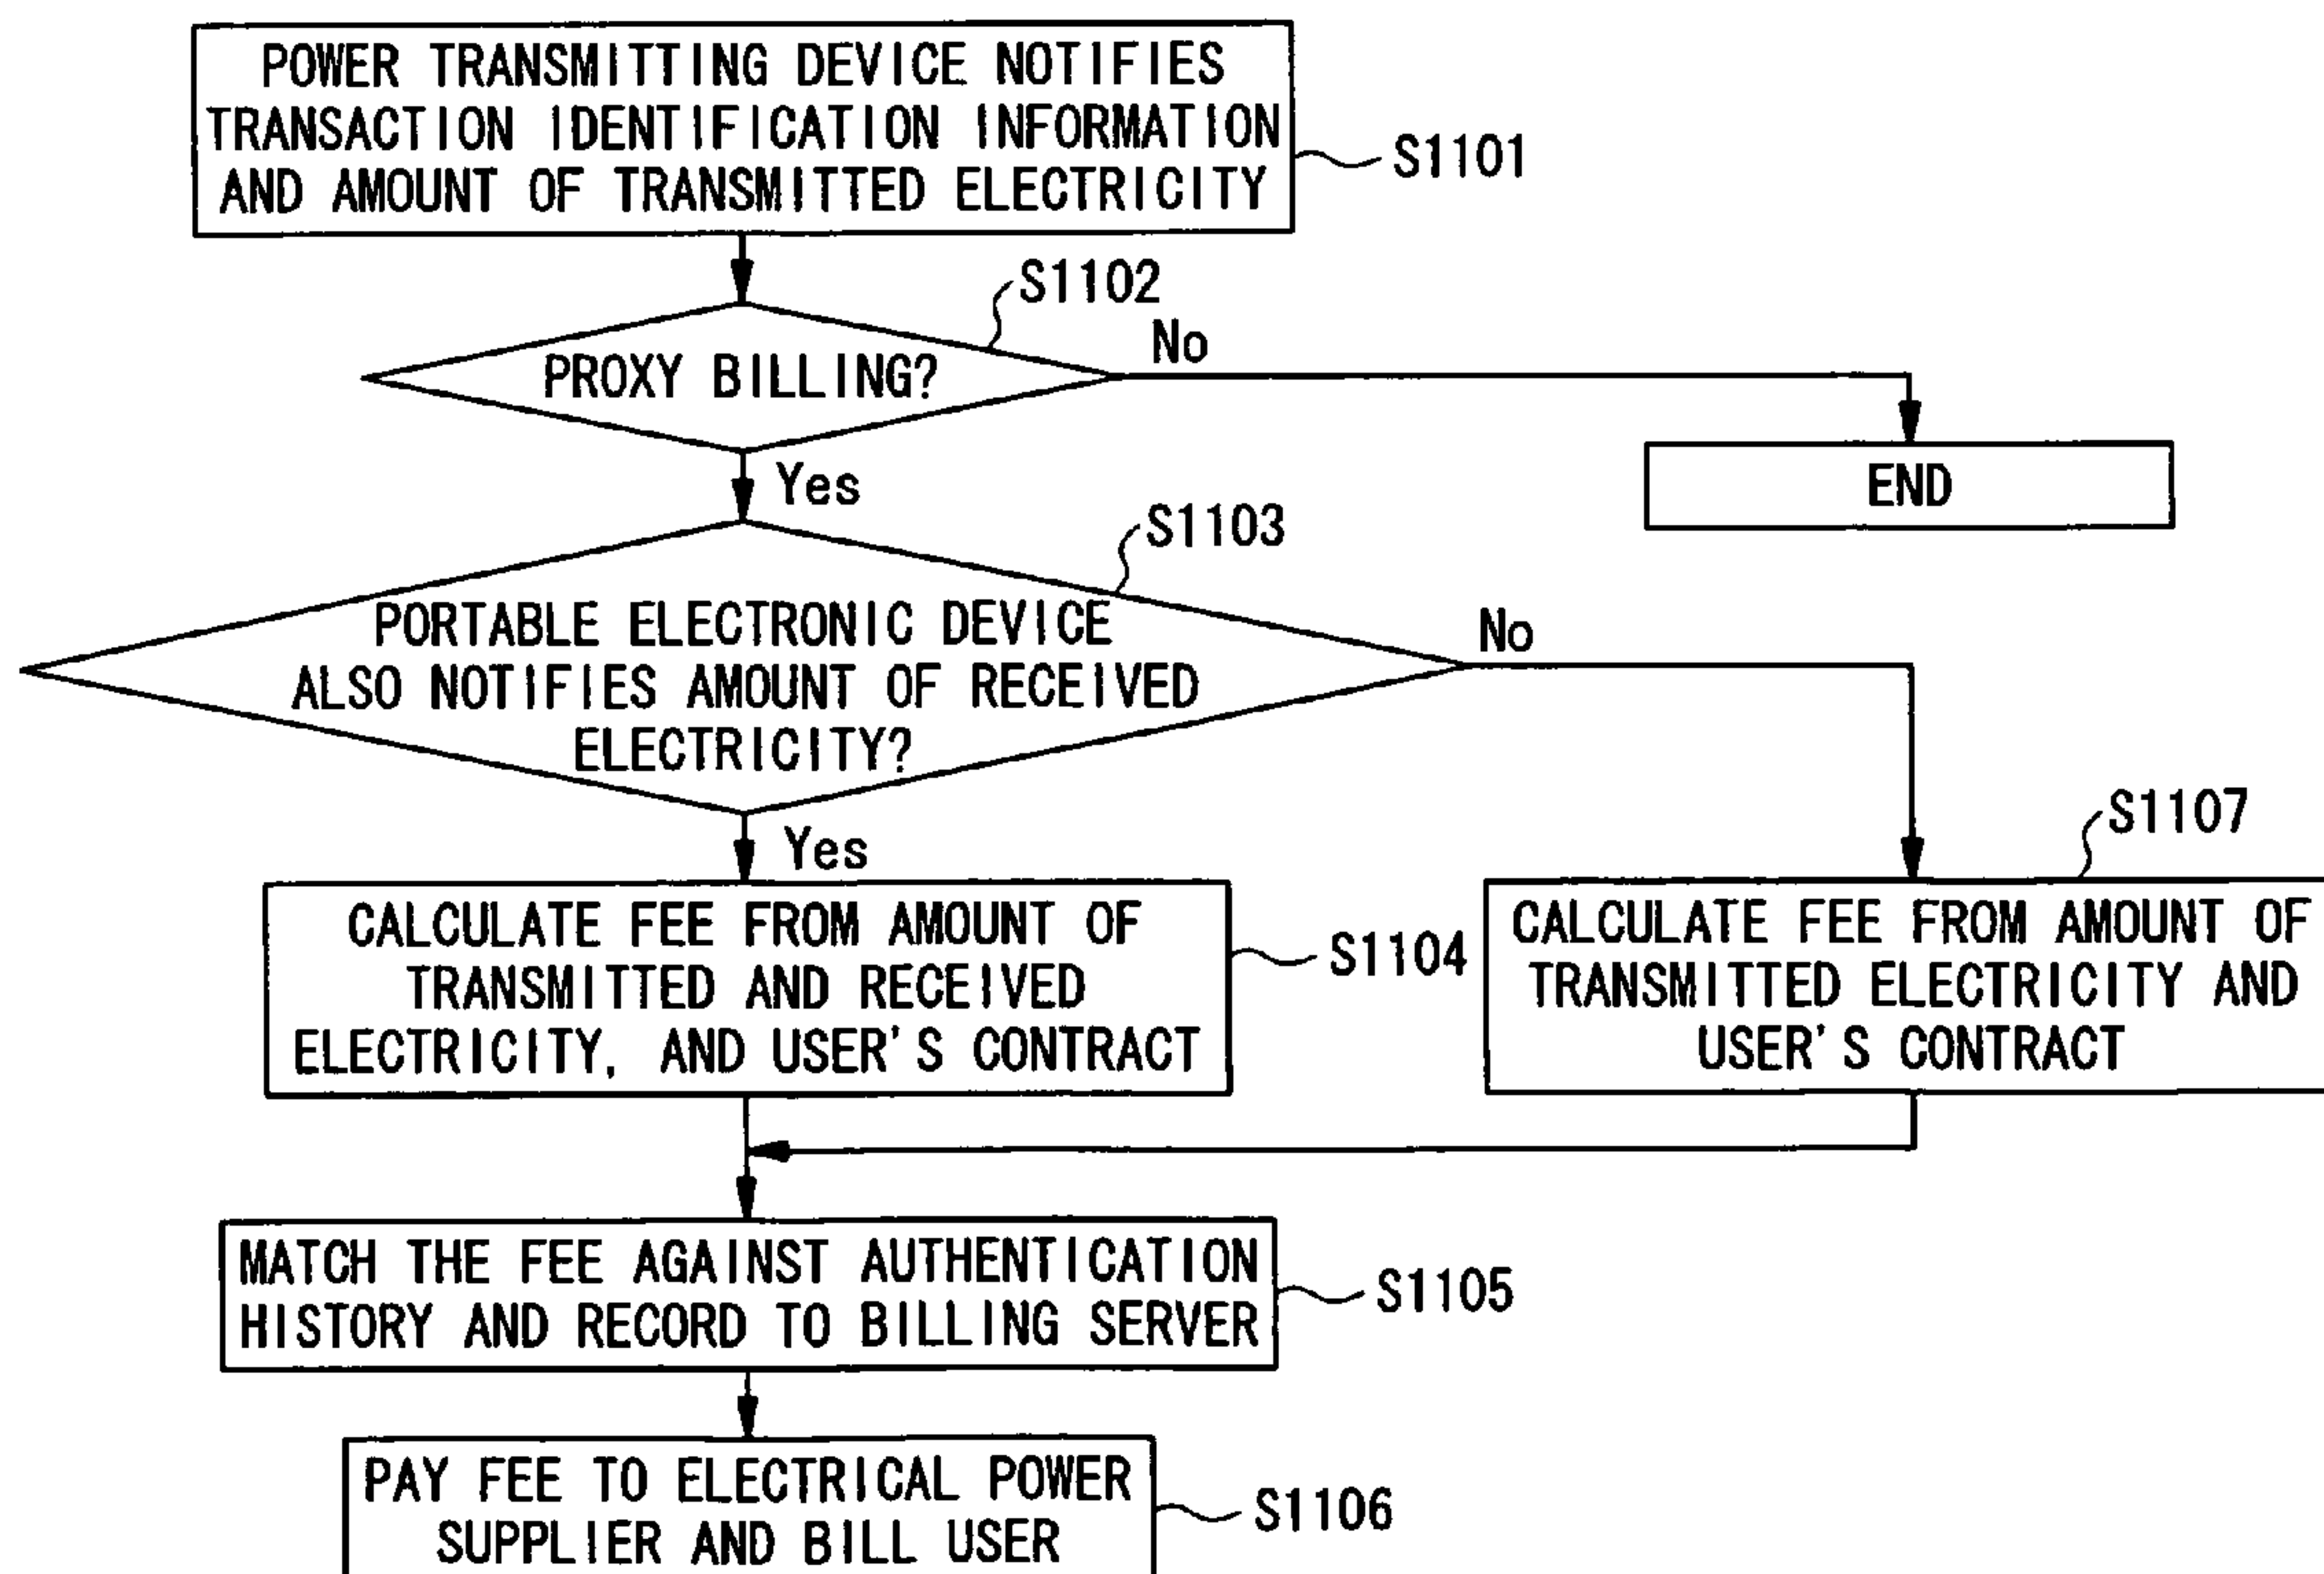 POWER TRANSMITTING DEVICE NOTIFIES
TRANSACTION IDENTIFICATION INFORMATION
AND AMOUNT OF TRANSMITTED ELECTRICITY
S1101
S1102
PROXY BILLING?
No
END
Yes
S1103
PORTABLE ELECTRONIC DEVICE
ALSO NOTIFIES AMOUNT OF RECEIVED
ELECTRICITY?
No
Yes
S1107
CALCULATE FEE FROM AMOUNT OF
TRANSMITTED AND RECEIVED
ELECTRICITY, AND USER'S CONTRACT
S1104
CALCULATE FEE FROM AMOUNT OF
TRANSMITTED ELECTRICITY AND
USER'S CONTRACT
MATCH THE FEE AGAINST AUTHENTICATION
HISTORY AND RECORD TO BILLING SERVER
S1105
PAY FEE TO ELECTRICAL POWER
SUPPLIER AND BILL USER
S1106